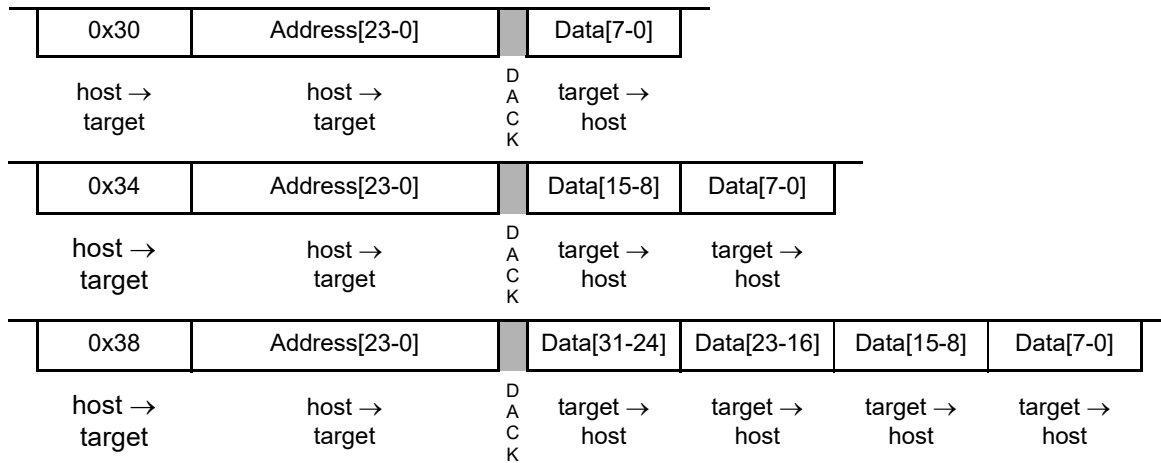 0x30 Address[23-0] Data[7-0]
host → target host → target D A C K target → host
0x34 Address[23-0] Data[15-8] Data[7-0]
host → target host → target D A C K target → host target → host
0x38 Address[23-0] Data[31-24] Data[23-16] Data[15-8] Data[7-0]
host → target host → target D A C K target → host target → host target → host target → host